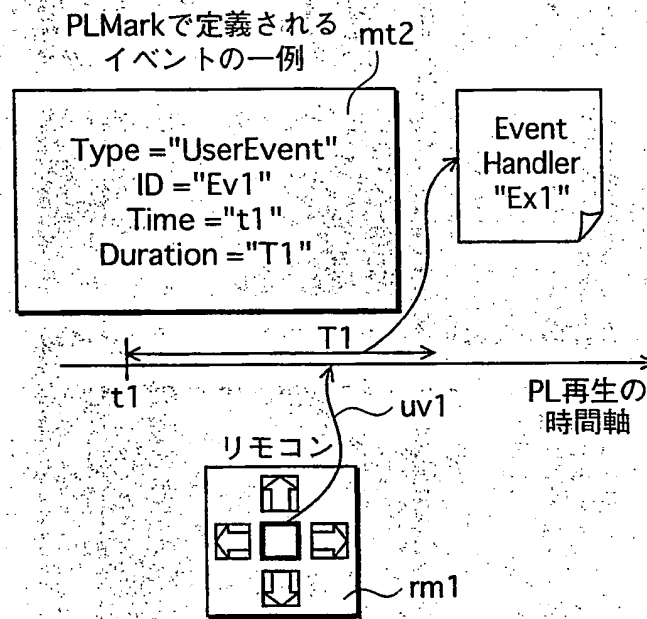 PLMarkで定義される
イベントの一例
mt2
Type ="UserEvent"
ID ="Ev1"
Time ="t1"
Duration ="T1"
Event
Handler
"Ex1"
T1
t1
PL再生の
時間軸
uv1
リモコン
rm1